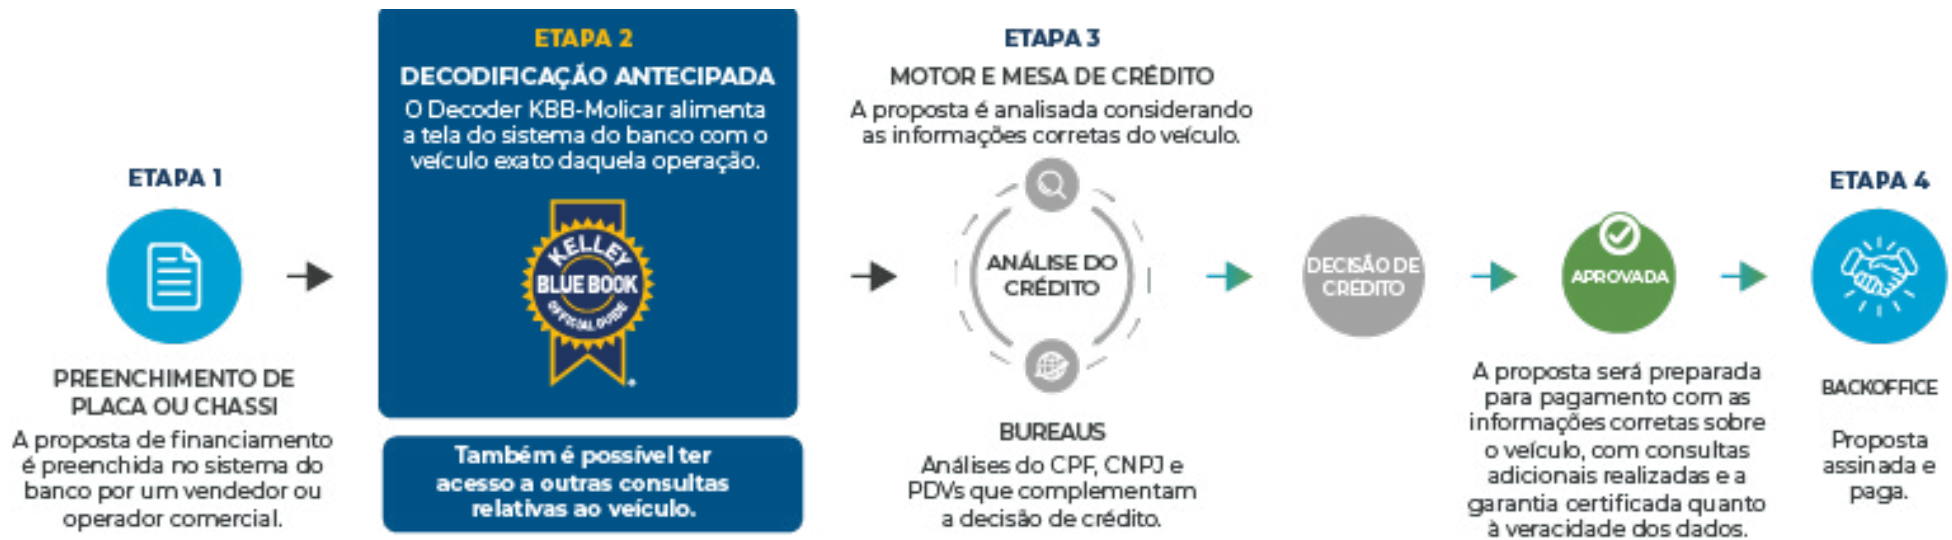 ETAPA 1
PREENCHIMENTO DE
PLACA OU CHASSI
A proposta de financiamento
é preenchida no sistema do
banco por um vendedor ou
operador comercial.
ETAPA 2
DECODIFICAÇÃO ANTECIPADA
O Decoder KBB-Molicar alimenta
a tela do sistema do banco com o
veículo exato daquela operação.
KELLEY
BLUE BOOK
OFFICIAL GUIDE
Também é possível ter
acesso a outras consultas
relativas ao veículo.
ETAPA 3
MOTOR E MESA DE CRÉDITO
A proposta é analisada considerando
as informações corretas do veículo.
ANÁLISE DO
CRÉDITO
BUREAUS
Análises do CPF, CNPJ e
PDVs que complementam
a decisão de crédito.
DECISÃO DE
CRÉDITO
APROVADA
A proposta será preparada
para pagamento com as
informações corretas sobre
o veículo, com consultas
adicionais realizadas e a
garantia certificada quanto
à veracidade dos dados.
ETAPA 4
BACKOFFICE
Proposta
assinada e
paga.